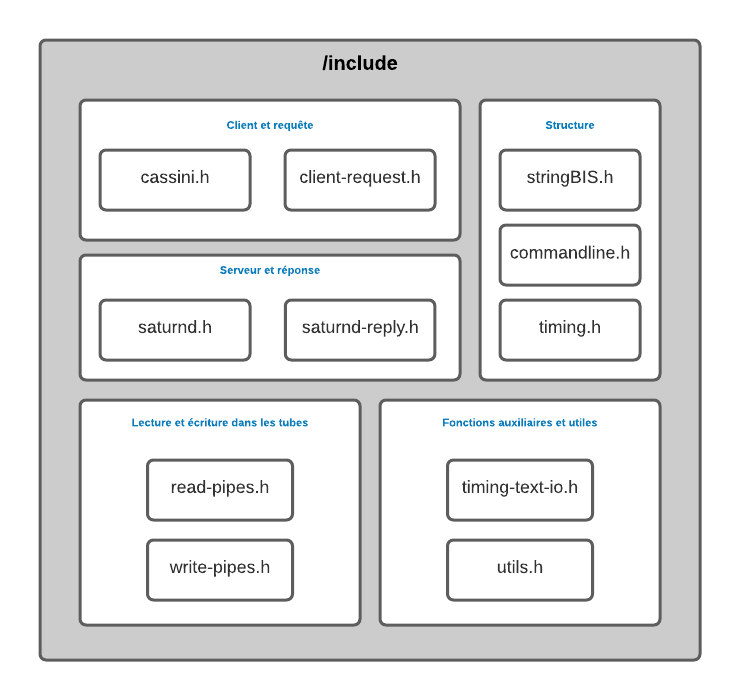 /include
Client et requête
cassini.h
client-request.h
Structure
stringBIS.h
commandline.h
timing.h
Serveur et réponse
saturnd.h
saturnd-reply.h
Lecture et écriture dans les tubes
read-pipes.h
write-pipes.h
Fonctions auxiliaires et utiles
timing-text-io.h
utils.h